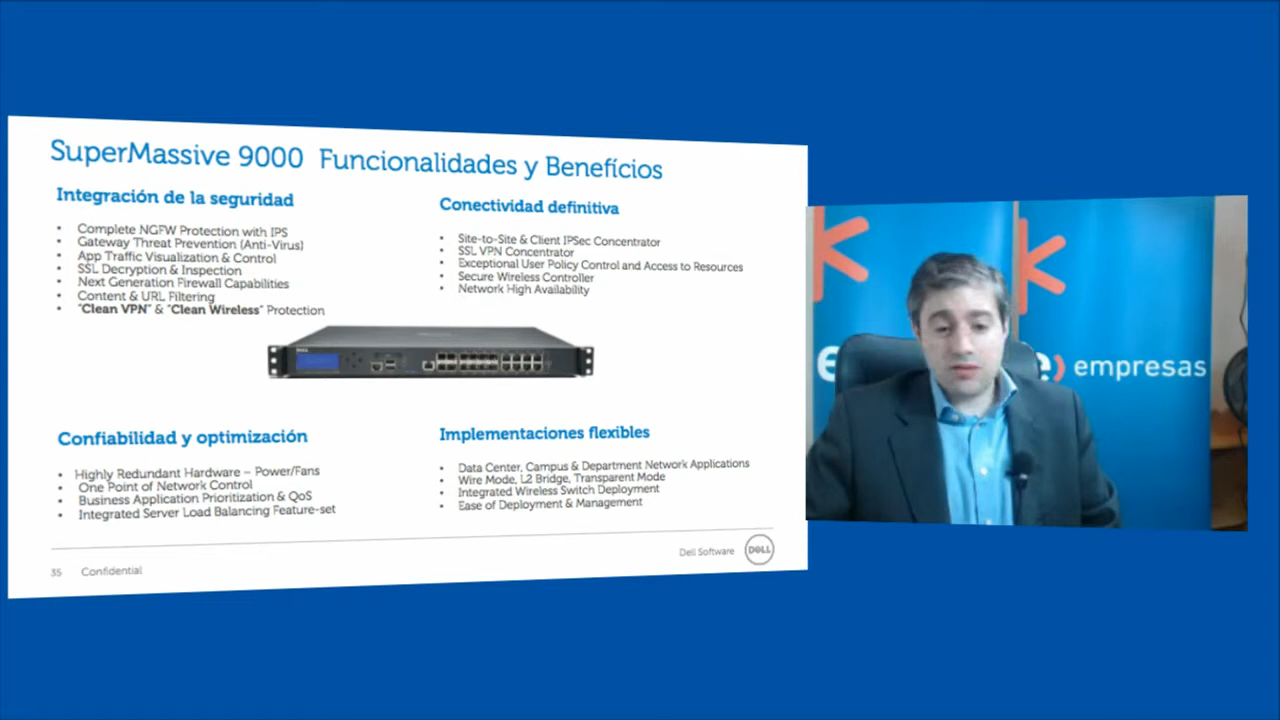 SuperMassive 9000 Funcionalidades y Benefícios
Integración de la seguridad
• Complete NGFW Protection with IPS
• Gateway Threat Prevention (Anti-Virus)
• App Traffic Visualization & Control
• SSL Decryption & Inspection
• Next Generation Firewall Capabilities
• Content & URL Filtering
• "Clean VPN" & "Clean Wireless" Protection
Conectividad definitiva
• Site-to-Site & Client IPSec Concentrator
• SSL VPN Concentrator
• Exceptional User Policy Control and Access to Resources
• Secure Wireless Controller
• Network High Availability
DELL
Confiabilidad y optimización
• Highly Redundant Hardware – Power/Fans
• One Point of Network Control
• Business Application Prioritization & QoS
• Integrated Server Load Balancing Feature-set
Implementaciones flexibles
• Data Center, Campus & Department Network Applications
• Wire Mode, L2 Bridge, Transparent Mode
• Integrated Wireless Switch Deployment
• Ease of Deployment & Management
35 Confidential
Dell Software DELL
e) empresas